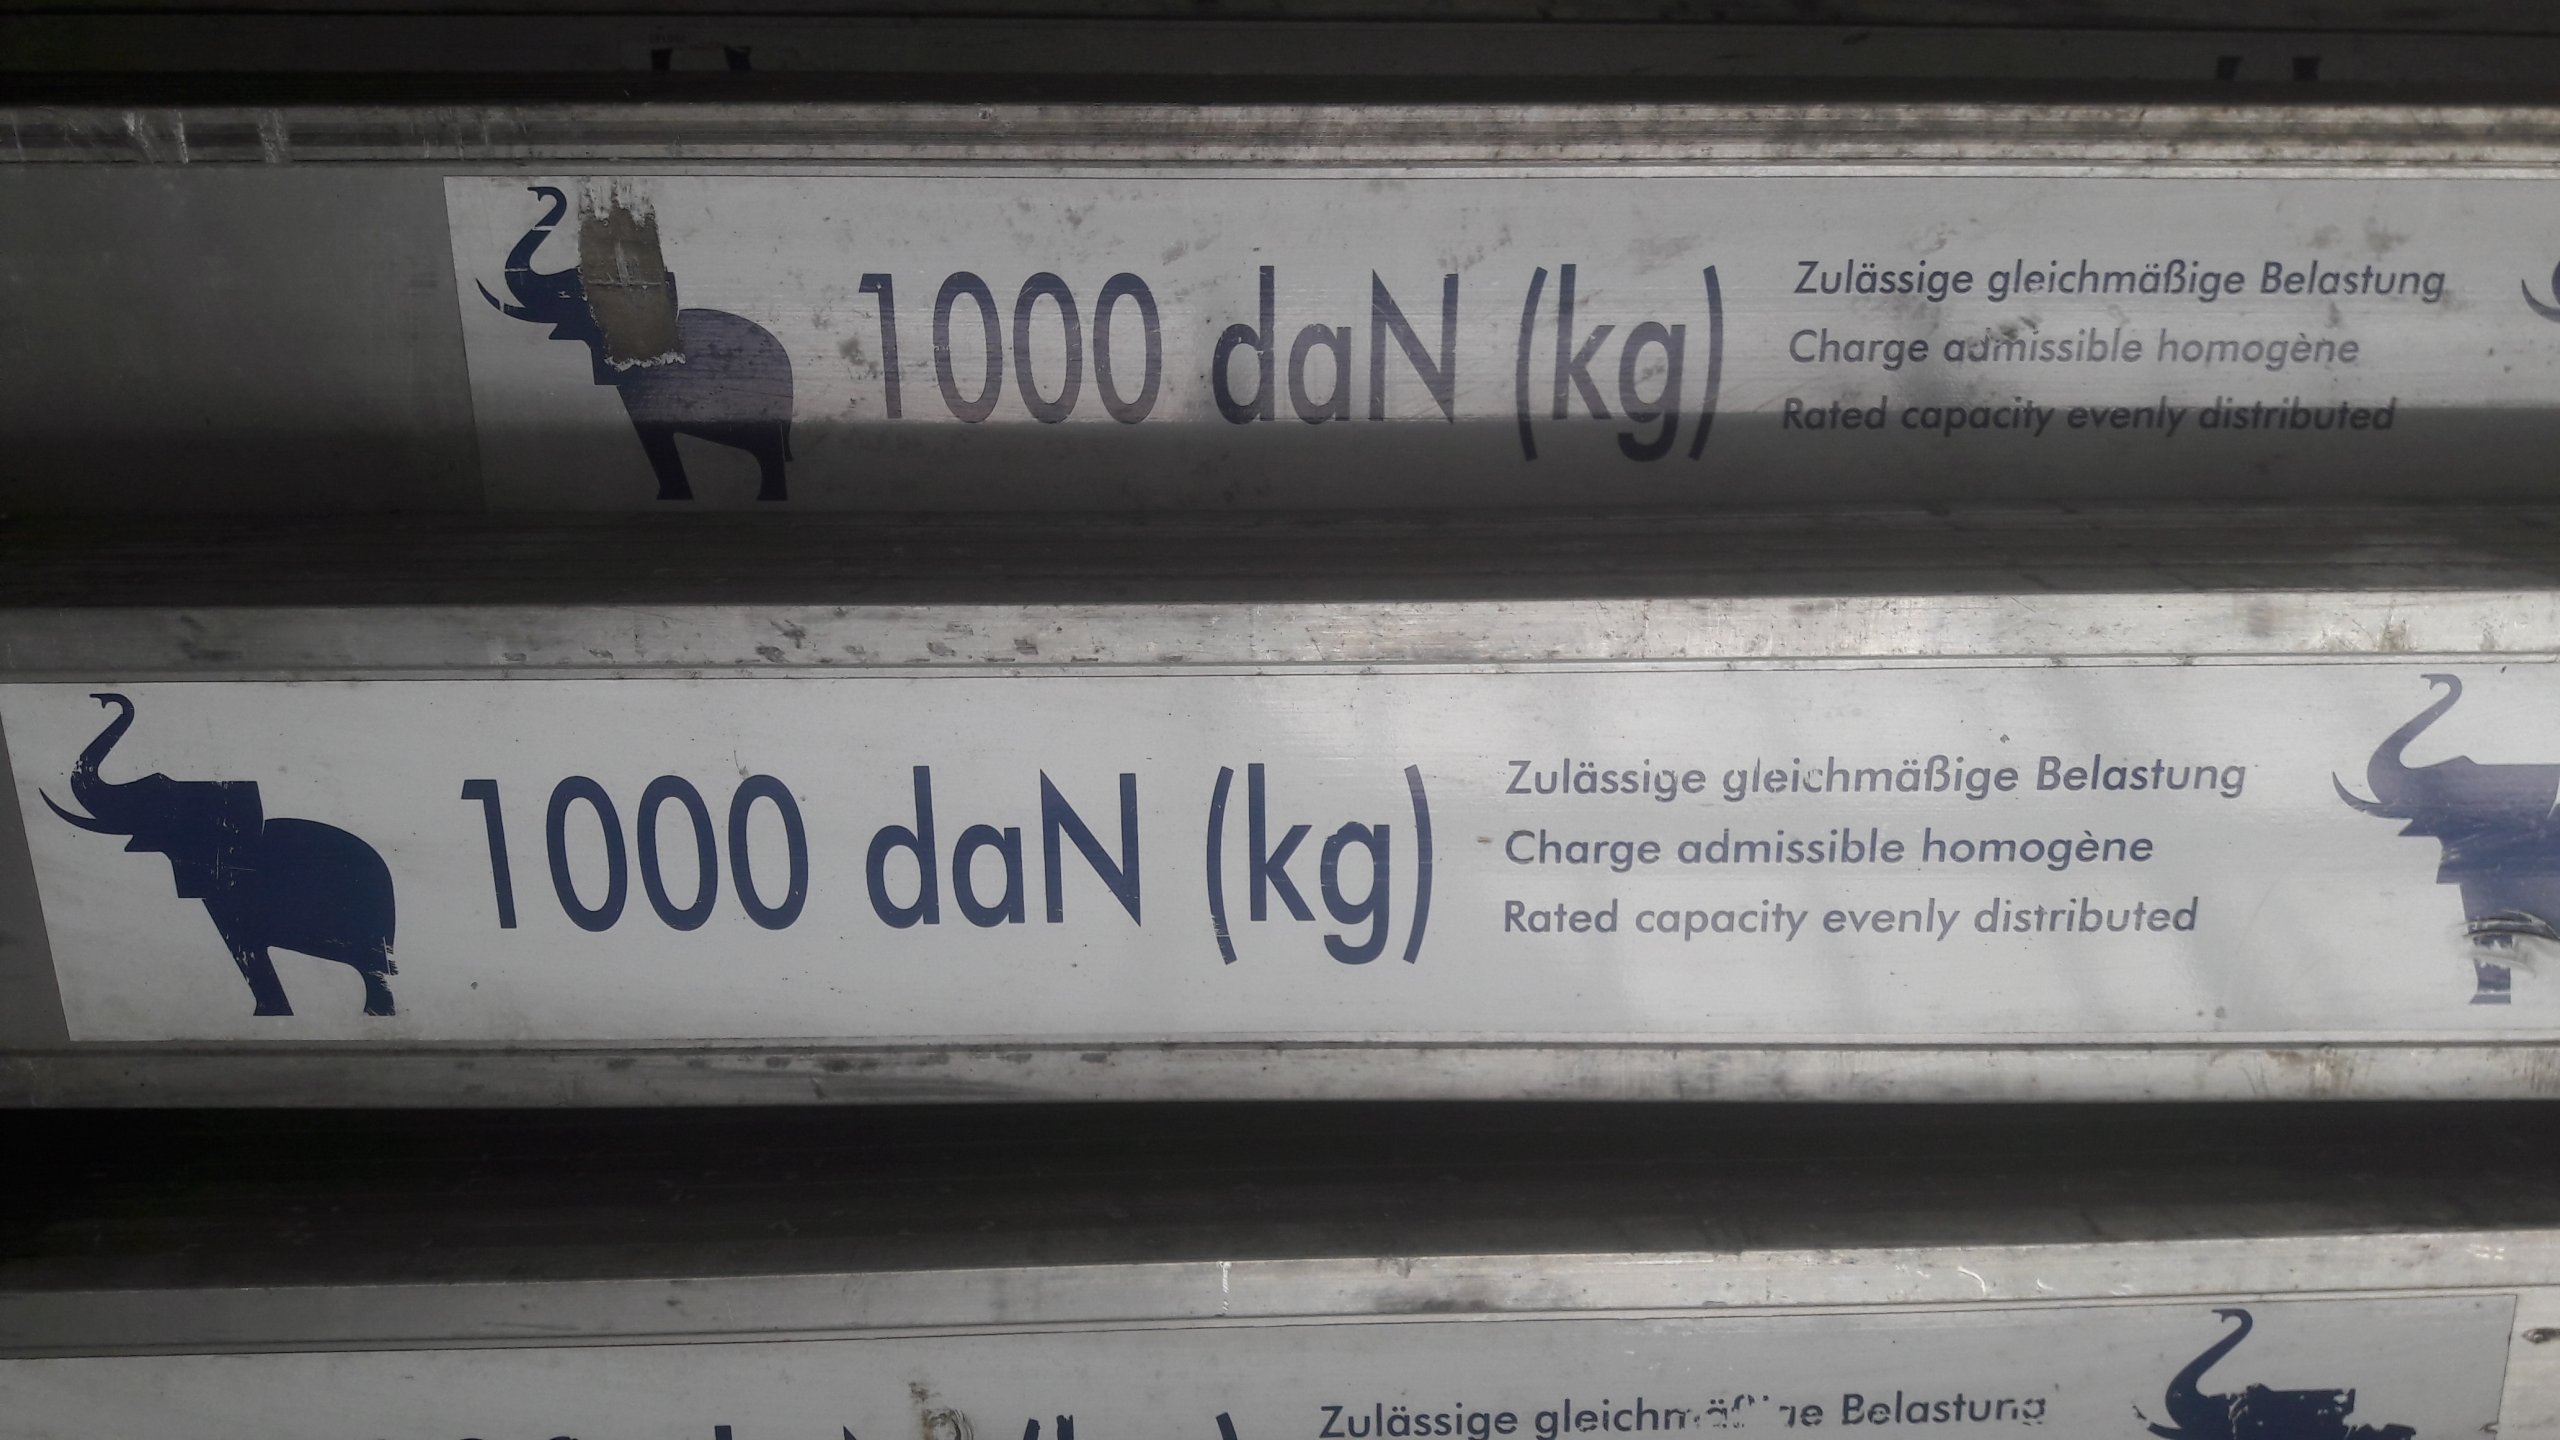 1000 daN (kg)
Zulässige gleichmäßige Belastung
Charge admissible homogène
Rated capacity evenly distributed
1000 daN (kg)
Zulässige gleichmäßige Belastung
Charge admissible homogène
Rated capacity evenly distributed
Zulässige Belastung